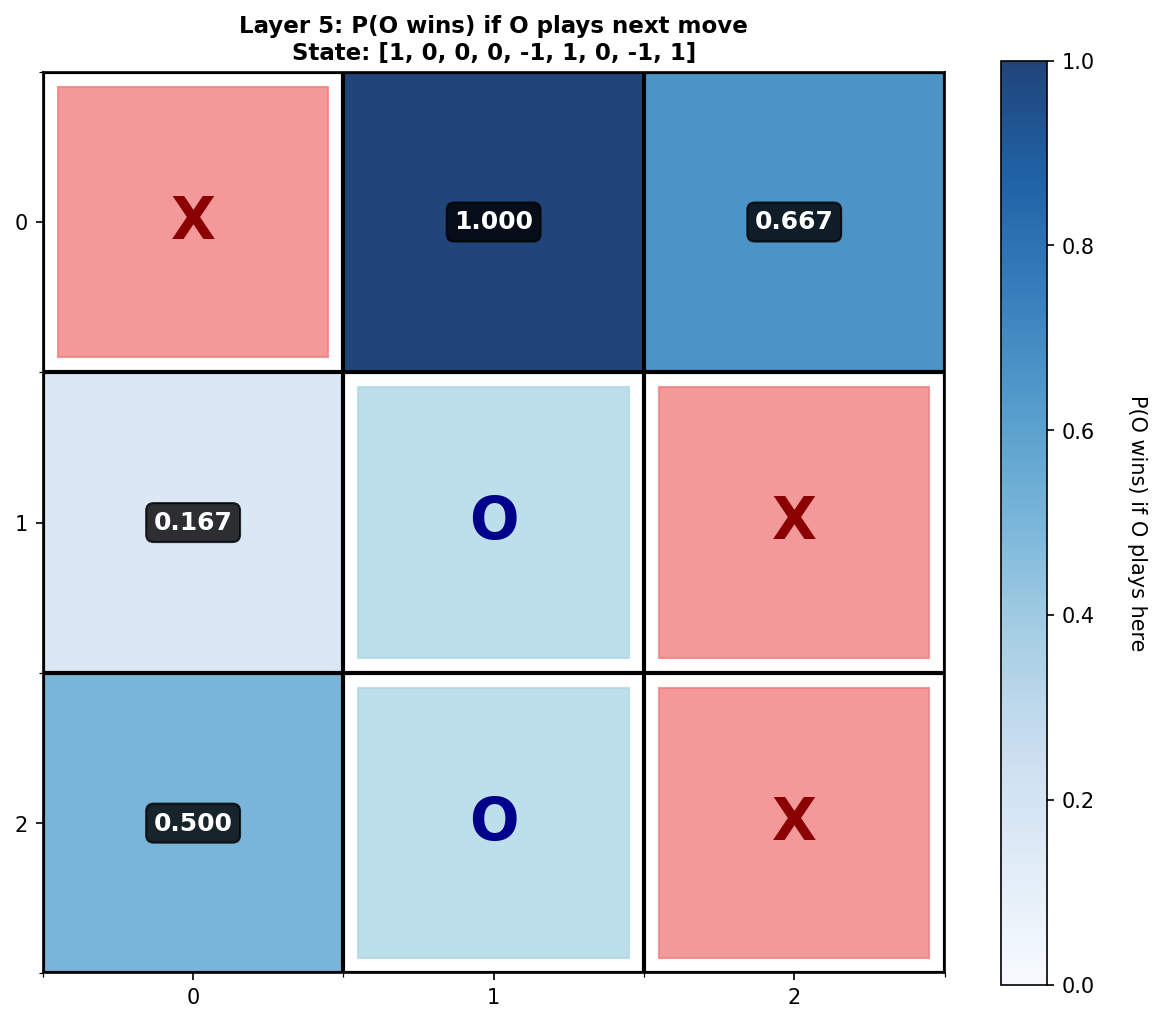 Layer 5: P(O wins) if O plays next move
State: [1, 0, 0, 0, -1, 1, 0, -1, 1]
X
1.000
0.667
0
0.167
O
X
1
0.500
O
X
2
0
1
2
1.0
0.8
0.6
0.4
0.2
0.0
P(O wins) if O plays here